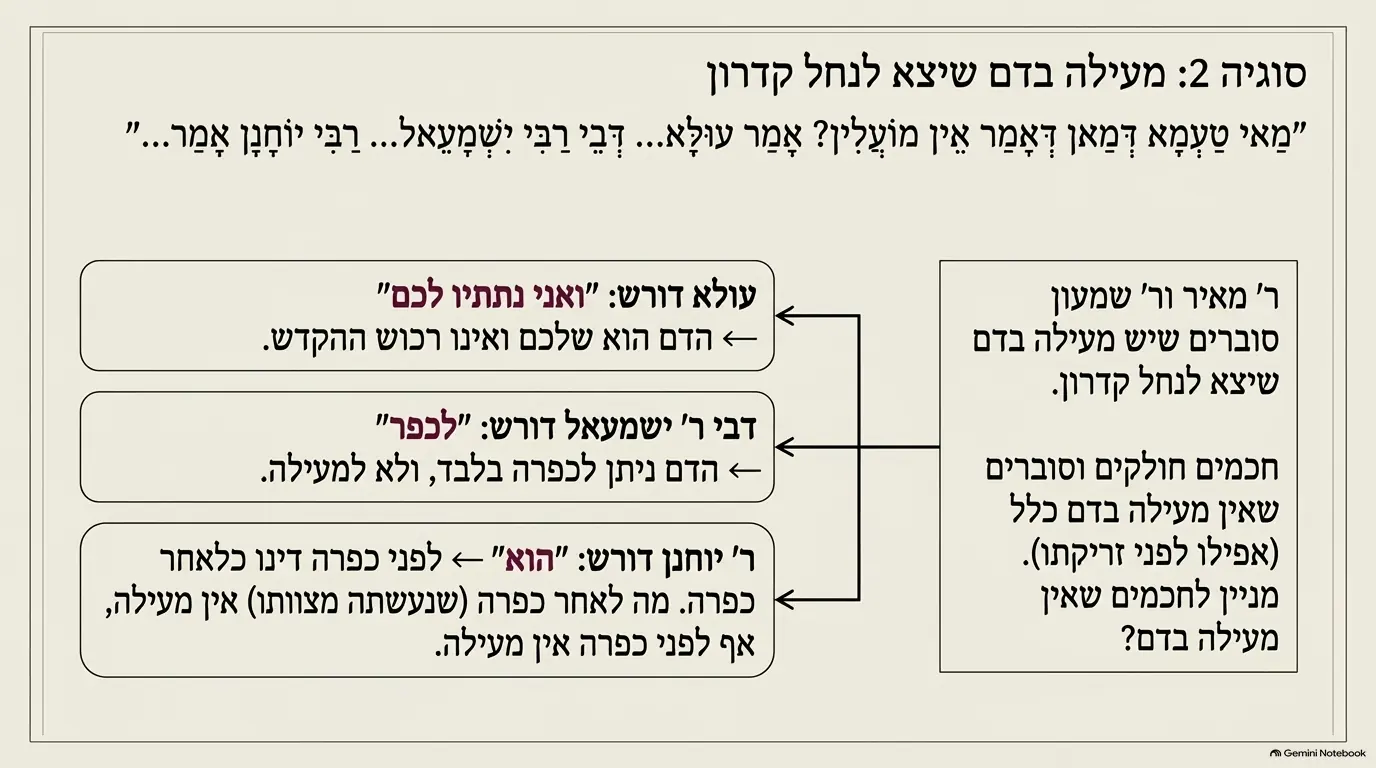 סוגיה 2: מעילה בדם שיצא לנחל קדרון
"מַאי טַעְמָא דְּמַאן דְּאָמַר אֵין מוֹעֲלִין? אָמַר עוּלָּא... דְּבֵי רַבִּי יִשְׁמָעֵאל... רַבִּי יוֹחָנָן אָמַר..."
ר' מאיר ור' שמעון
סוברים שיש מעילה בדם
שיצא לנחל קדרון.
חכמים חולקים וסוברים
שאין מעילה בדם כלל
(אפילו לפני זריקתו).
מניין לחכמים שאין
מעילה בדם?
עולא דורש: "ואני נתתיו לכם"
← הדם הוא שלכם ואינו רכוש ההקדש.
דבי ר' ישמעאל דורש: "לכפר"
← הדם ניתן לכפרה בלבד, ולא למעילה.
ר' יוחנן דורש: "הוא" ← לפני כפרה דינו כלאחר
כפרה. מה לאחר כפרה (שנעשתה מצוותו) אין מעילה,
אף לפני כפרה אין מעילה.
Gemini Notebook